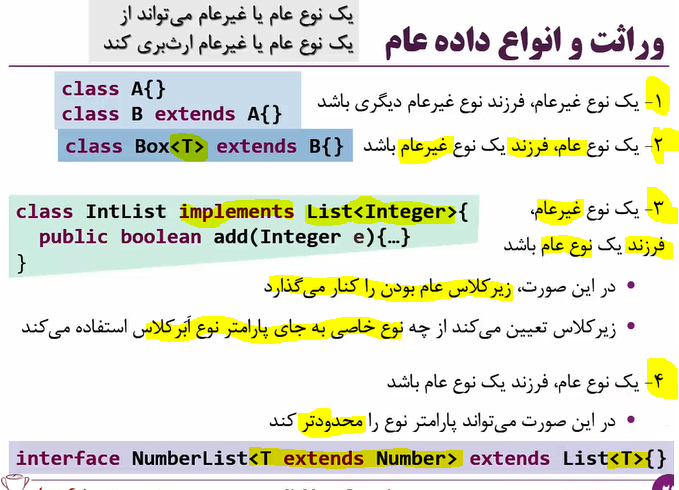 یک نوع عام یا غیرعام می‌تواند از
یک نوع عام یا غیرعام ارث‌بری کند
وراثت و انواع داده عام
۱- یک نوع غیرعام، فرزند نوع غیرعام دیگری باشد
class A{}
class B extends A{}
۲- یک نوع عام، فرزند یک نوع غیرعام باشد
class Box<T> extends B{}
۳- یک نوع غیرعام،
فرزند یک نوع عام باشد
class IntList implements List<Integer>{
public boolean add(Integer e){…}
}
• در این صورت، زیرکلاس عام بودن را کنار می‌گذارد
• زیرکلاس تعیین می‌کند از چه نوع خاصی به جای پارامتر نوع اَبَرکلاس استفاده می‌کند
۴- یک نوع عام، فرزند یک نوع عام باشد
• در این صورت می‌تواند پارامتر نوع را محدودتر کند
interface NumberList<T extends Number> extends List<T>{}